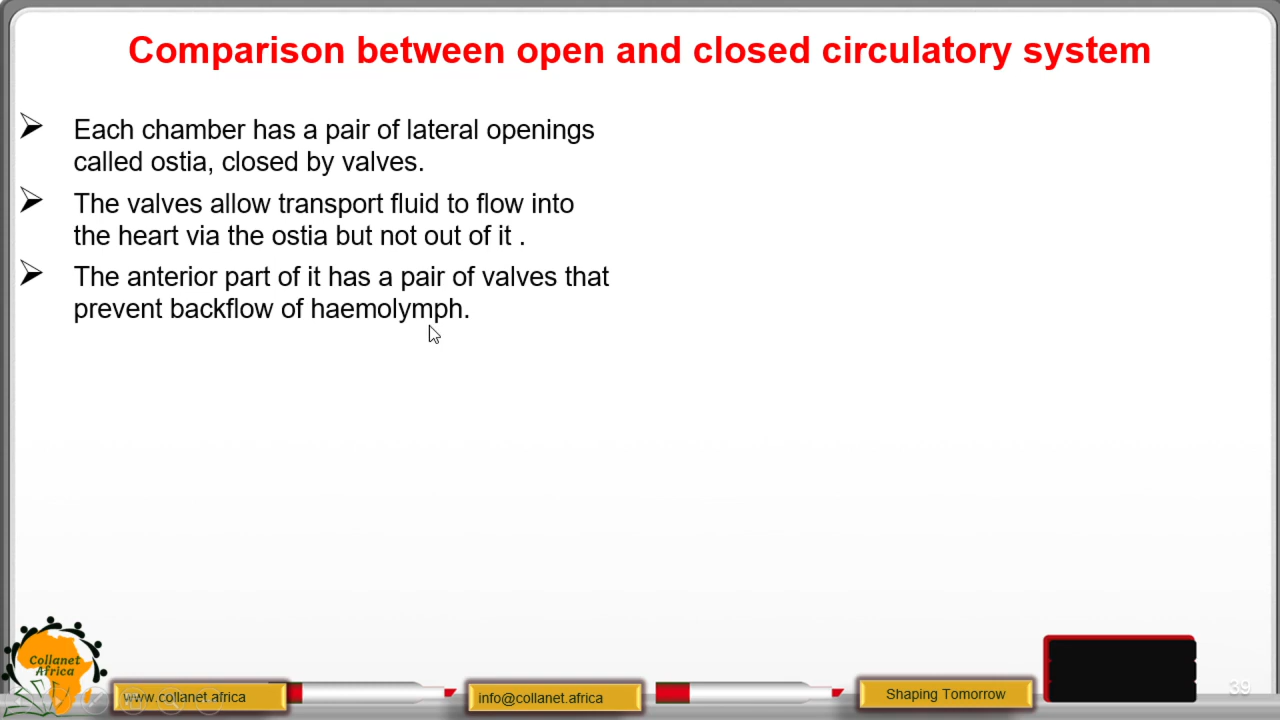 Comparison between open and closed circulatory system
Each chamber has a pair of lateral openings
called ostia, closed by valves.
The valves allow transport fluid to flow into
the heart via the ostia but not out of it .
The anterior part of it has a pair of valves that
prevent backflow of haemolymph.
Collanet
Africa
www.collanet.africa
info@collanet.africa
Shaping Tomorrow
39